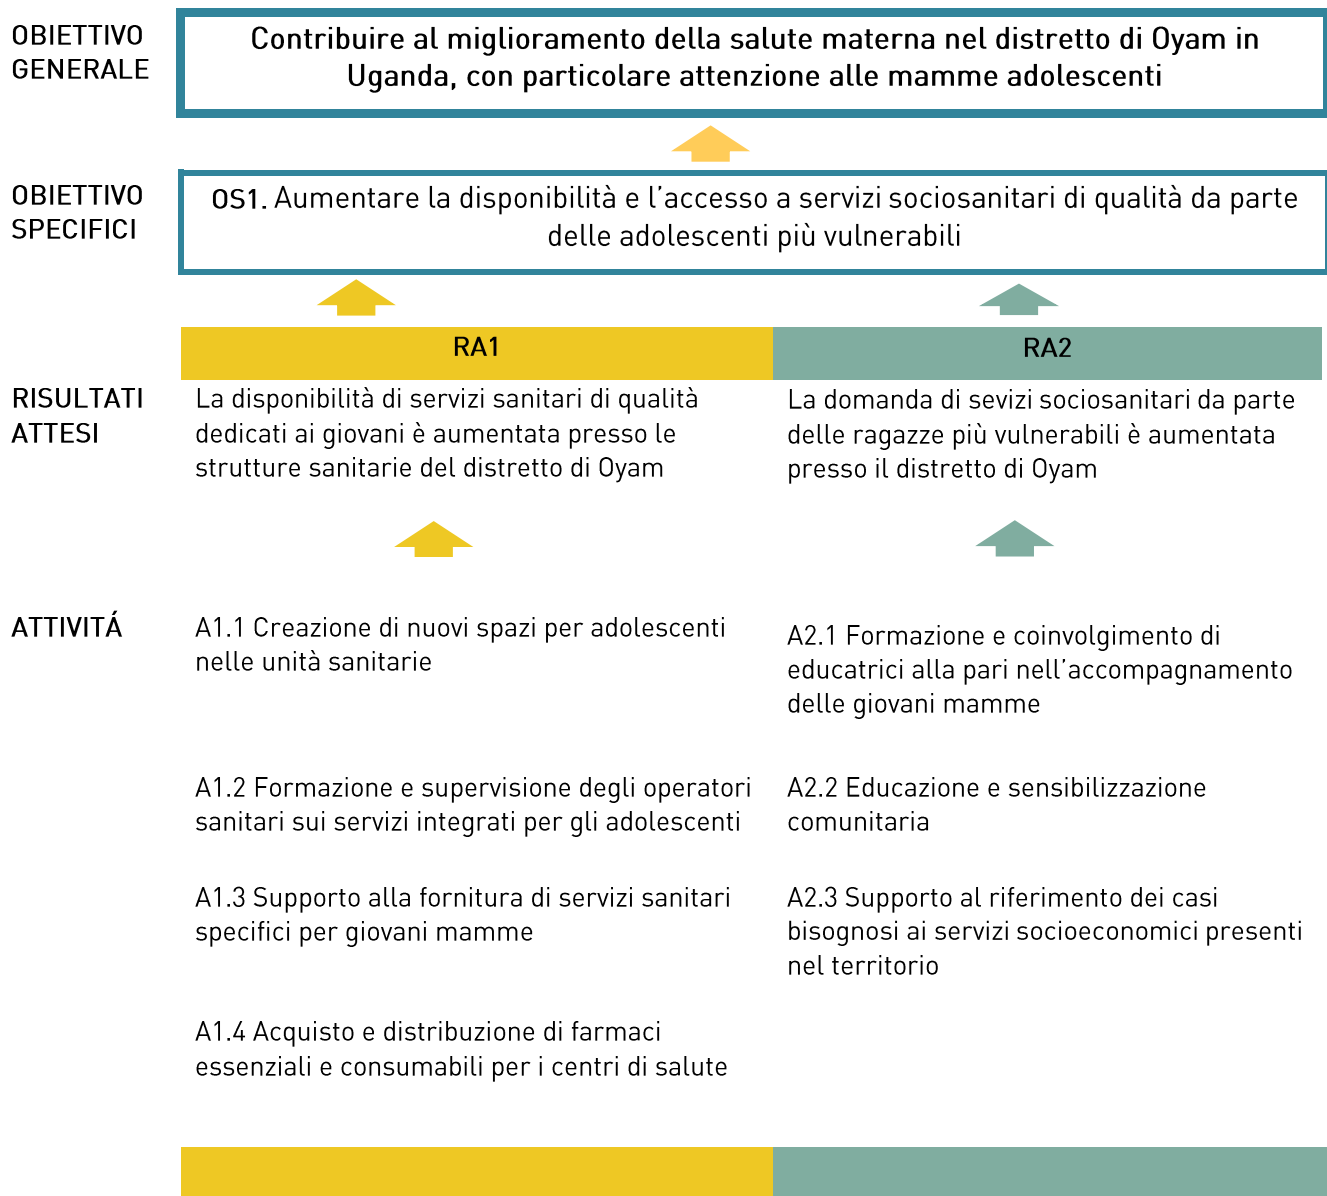 OBIETTIVO
GENERALE
Contribuire al miglioramento della salute materna nel distretto di Oyam in
Uganda, con particolare attenzione alle mamme adolescenti
OBIETTIVO
SPECIFICI
OS1. Aumentare la disponibilità e l'accesso a servizi sociosanitari di qualità da parte
delle adolescenti più vulnerabili
RA1
RA2
RISULTATI
ATTESI
La disponibilità di servizi sanitari di qualità
dedicati ai giovani è aumentata presso le
strutture sanitarie del distretto di Oyam
La domanda di sevizi sociosanitari da parte
delle ragazze più vulnerabili è aumentata
presso il distretto di Oyam
ATTIVITÁ
A1.1 Creazione di nuovi spazi per adolescenti
nelle unità sanitarie
A2.1 Formazione e coinvolgimento di
educatrici alla pari nell'accompagnamento
delle giovani mamme
A1.2 Formazione e supervisione degli operatori
sanitari sui servizi integrati per gli adolescenti
A2.2 Educazione e sensibilizzazione
comunitaria
A1.3 Supporto alla fornitura di servizi sanitari
specifici per giovani mamme
A2.3 Supporto al riferimento dei casi
bisognosi ai servizi socioeconomici presenti
nel territorio
A1.4 Acquisto e distribuzione di farmaci
essenziali e consumabili per i centri di salute